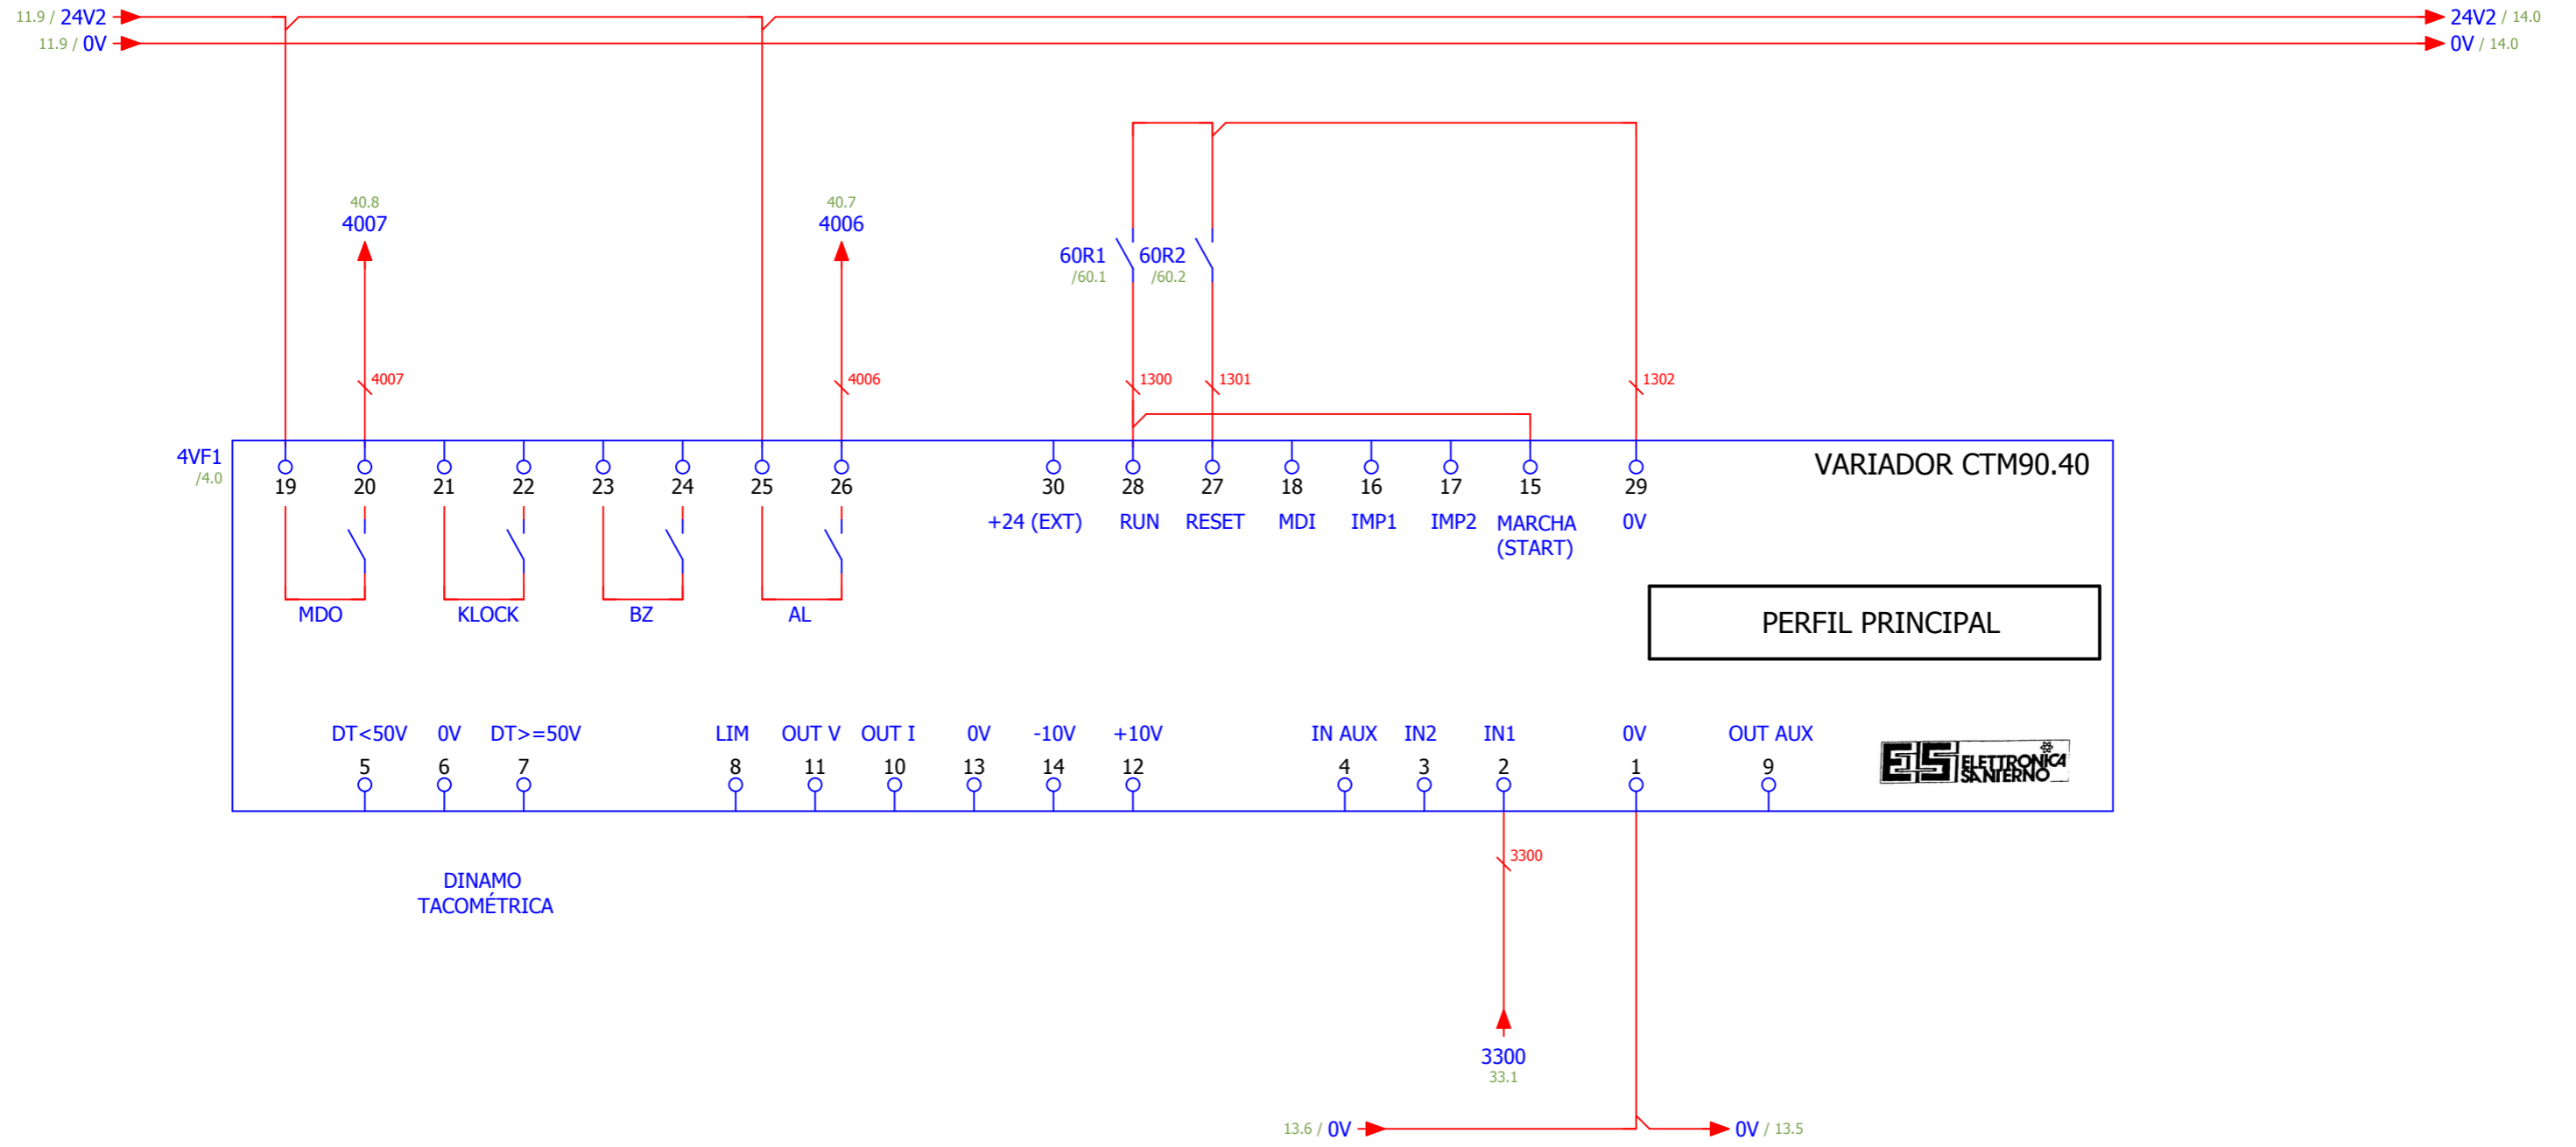 11.9 / 24V2
24V2 / 14.0
11.9 / 0V
0V / 14.0
40.8
4007
40.7
4006
60R1
/60.1
60R2
/60.2
4007
4006
1300
1301
1302
4VF1
/4.0
VARIADOR CTM90.40
19 20 21 22 23 24 25 26 30 28 27 18 16 17 15 29
+24 (EXT) RUN RESET MDI IMP1 IMP2 MARCHA 0V
(START)
MDO KLOCK BZ AL
PERFIL PRINCIPAL
DT<50V 0V DT>=50V LIM OUT V OUT I 0V -10V +10V IN AUX IN2 IN1 0V OUT AUX
5 6 7 8 11 10 13 14 12 4 3 2 1 9
ELETTRONICA
SANTERNO
3300
DINAMO
TACOMÉTRICA
3300
33.1
13.6 / 0V
0V / 13.5